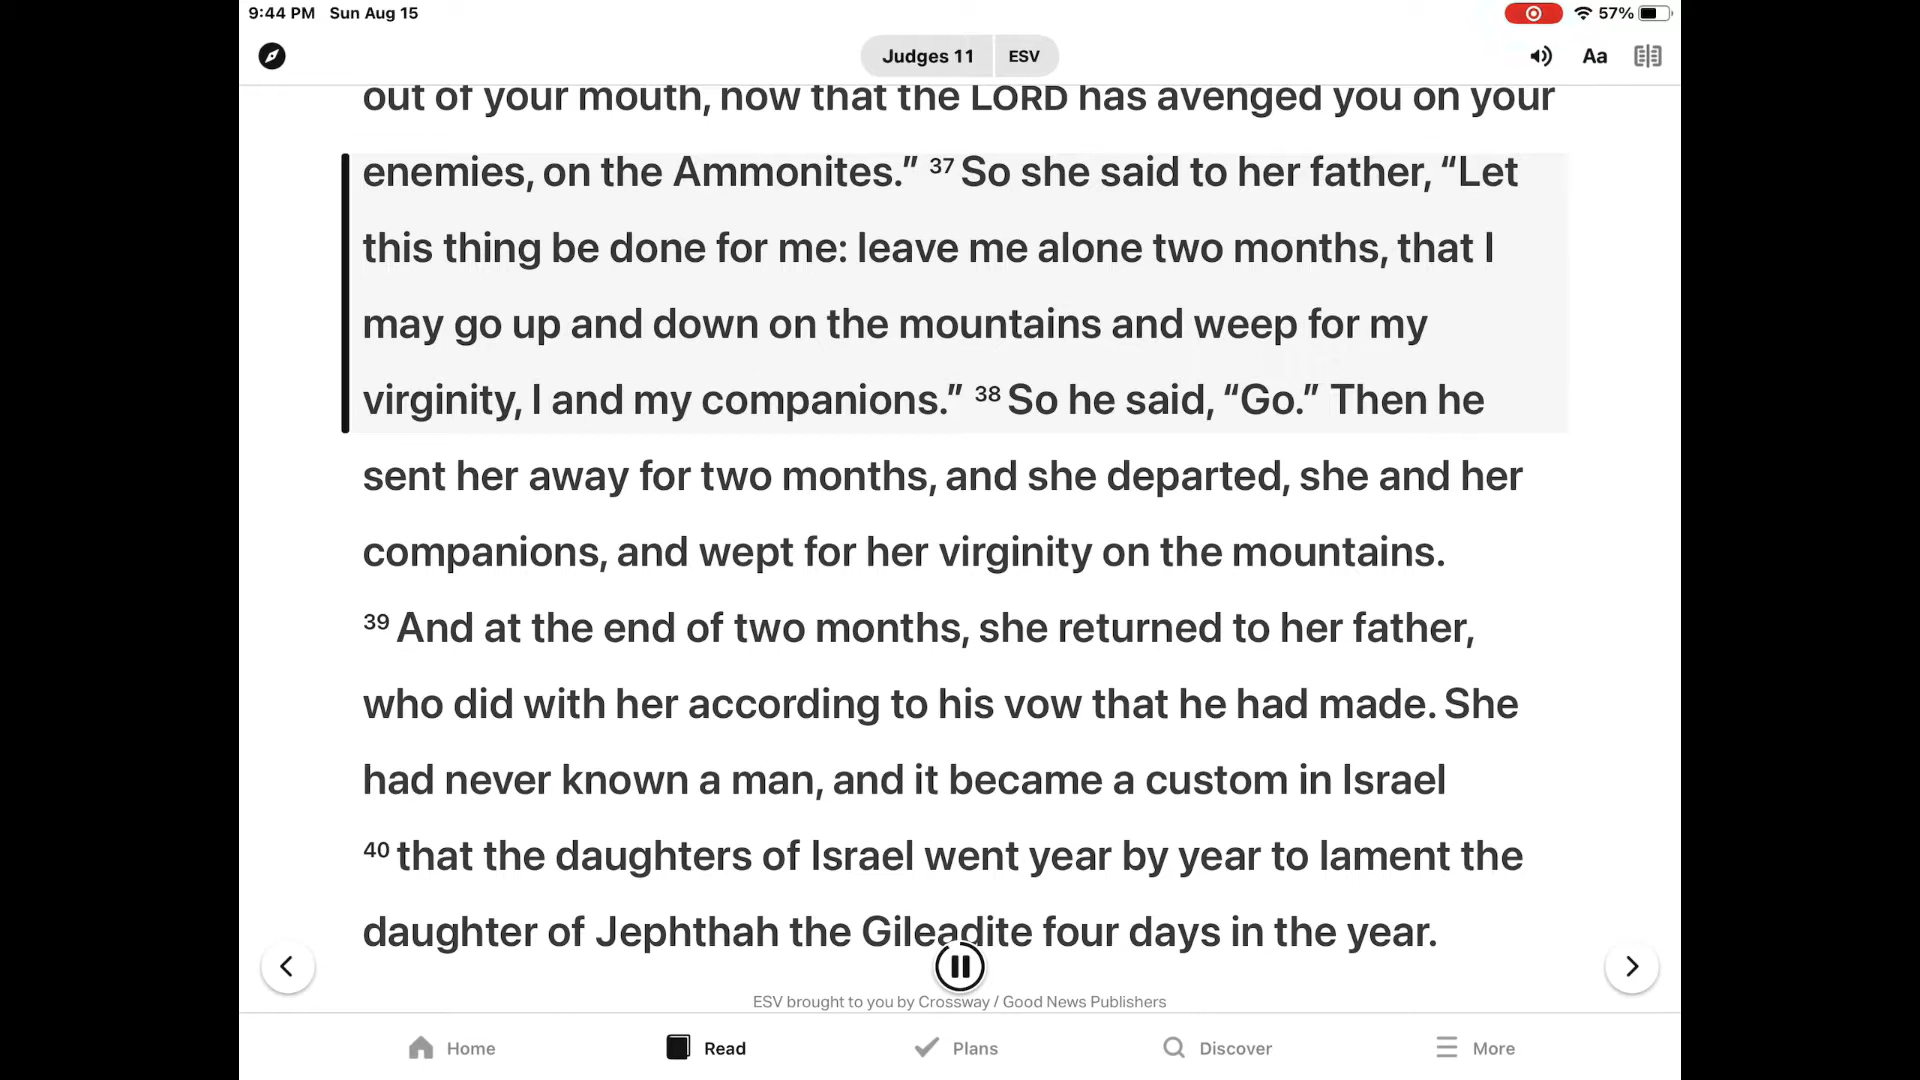 9:44 PM Sun Aug 15
57%
Judges 11 ESV
Aa
out of your mouth, now that the LORD has avenged you on your
enemies, on the Ammonites.” 37 So she said to her father, “Let
this thing be done for me: leave me alone two months, that I
may go up and down on the mountains and weep for my
virginity, I and my companions.” 38 So he said, “Go.” Then he
sent her away for two months, and she departed, she and her
companions, and wept for her virginity on the mountains.
39 And at the end of two months, she returned to her father,
who did with her according to his vow that he had made. She
had never known a man, and it became a custom in Israel
40 that the daughters of Israel went year by year to lament the
daughter of Jephthah the Gileadite four days in the year.
ESV brought to you by Crossway / Good News Publishers
Home Read Plans Discover More